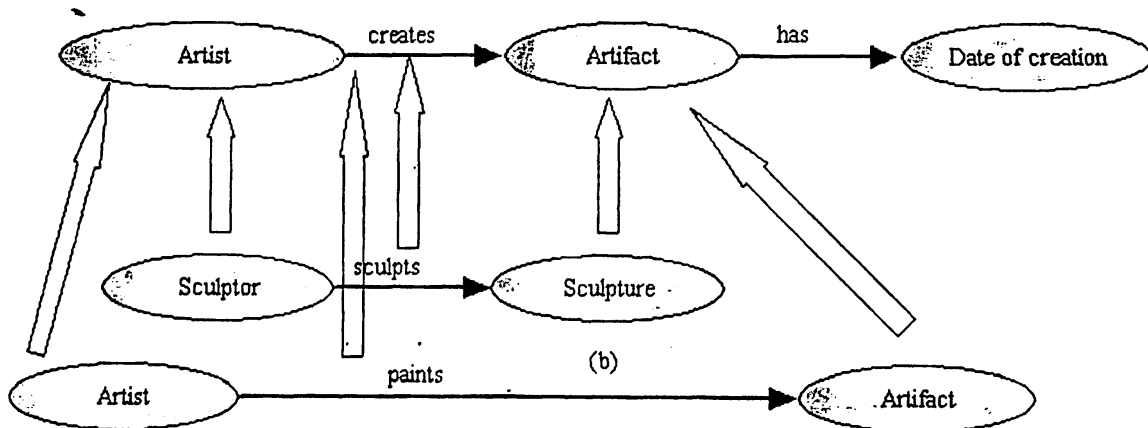 creates
has
Artist
Artifact
Date of creation
sculpts
Sculptor
Sculpture
(b)
paints
Artist
Artifact